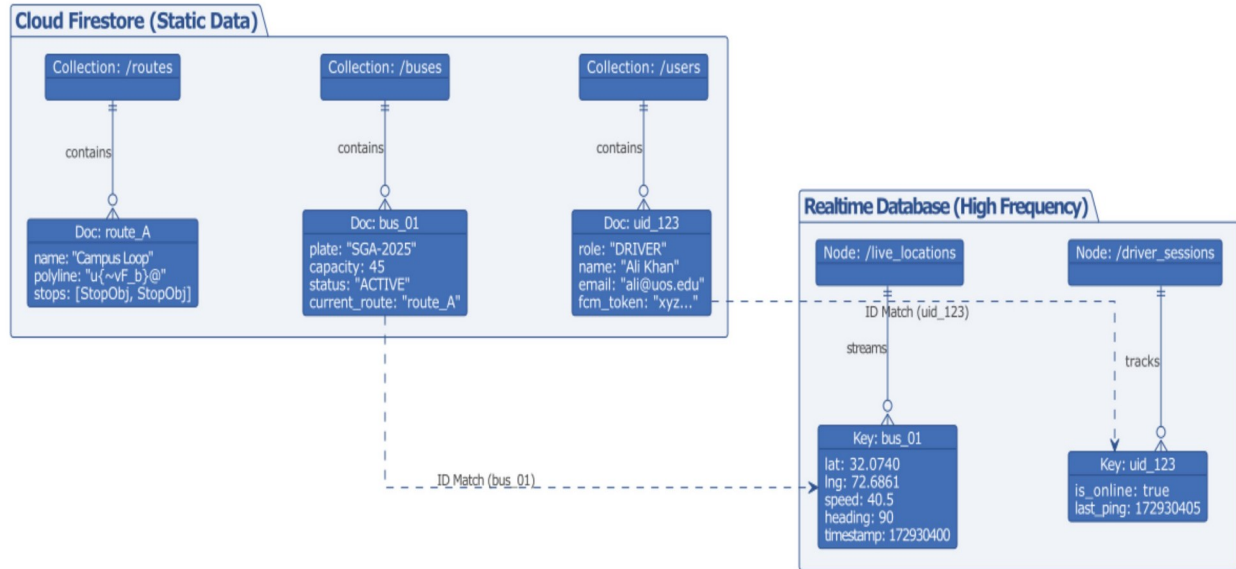 Cloud Firestore (Static Data)
Collection: /routes
Collection: /buses
Collection: /users
contains
contains
contains
Doc: route_A
name: "Campus Loop"
polyline: "u{~vF_b}@"
stops: [StopObj, StopObj]
Doc: bus_01
plate: "SGA-2025"
capacity: 45
status: "ACTIVE"
current_route: "route_A"
Doc: uid_123
role: "DRIVER"
name: "Ali Khan"
email: "ali@uos.edu"
fcm_token: "xyz..."
Realtime Database (High Frequency)
Node: /live_locations
Node: /driver_sessions
ID Match (uid_123)
streams
tracks
Key: bus_01
lat: 32.0740
lng: 72.6861
speed: 40.5
heading: 90
timestamp: 172930400
Key: uid_123
is_online: true
last_ping: 172930405
ID Match (bus_01)